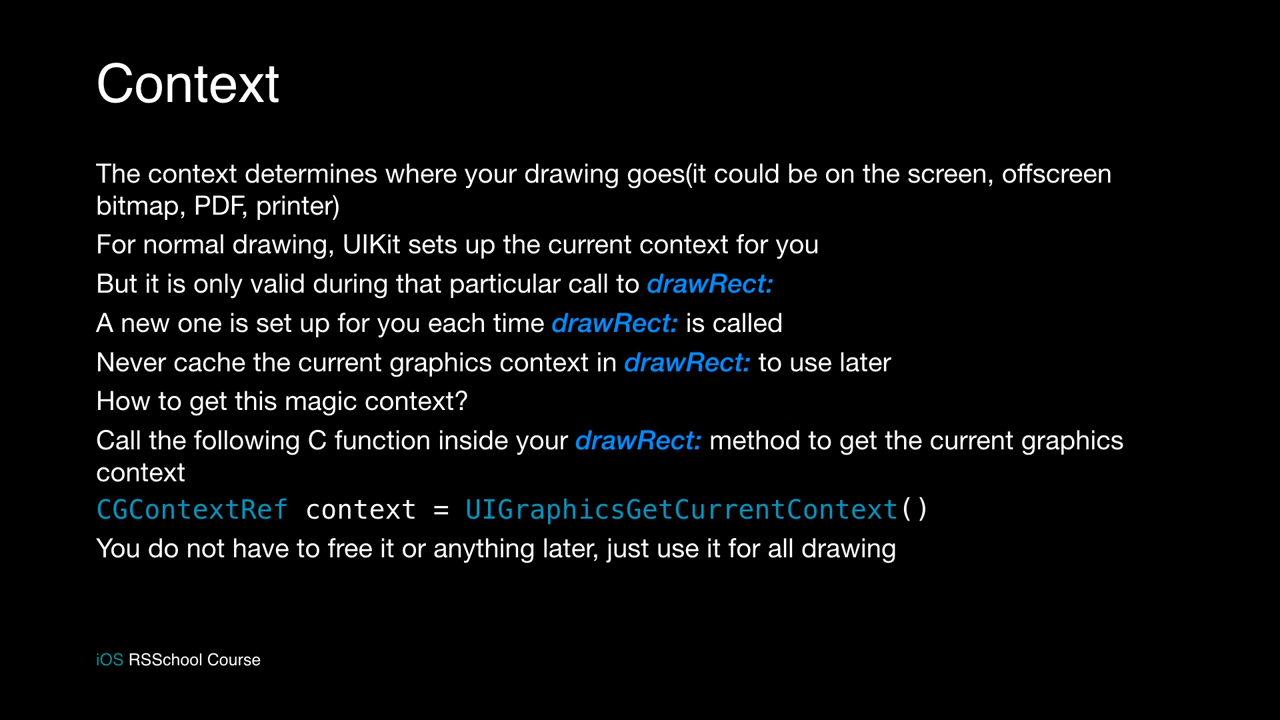 Context
The context determines where your drawing goes(it could be on the screen, offscreen
bitmap, PDF, printer)
For normal drawing, UIKit sets up the current context for you
But it is only valid during that particular call to drawRect:
A new one is set up for you each time drawRect: is called
Never cache the current graphics context in drawRect: to use later
How to get this magic context?
Call the following C function inside your drawRect: method to get the current graphics
context
CGContextRef context = UIGraphicsGetCurrentContext()
You do not have to free it or anything later, just use it for all drawing
iOS RSSchool Course